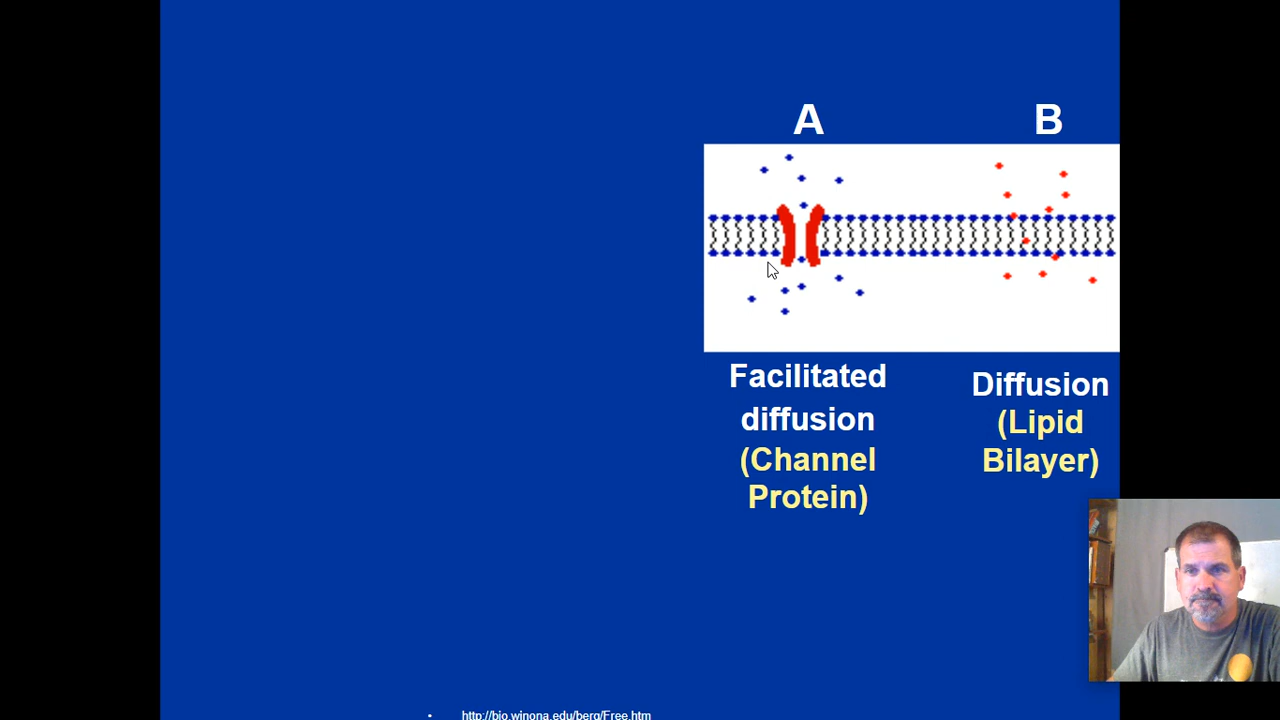 A
B
Facilitated
diffusion
(Channel
Protein)
Diffusion
(Lipid
Bilayer)
• http://bio.winona.edu/berg/Free.htm